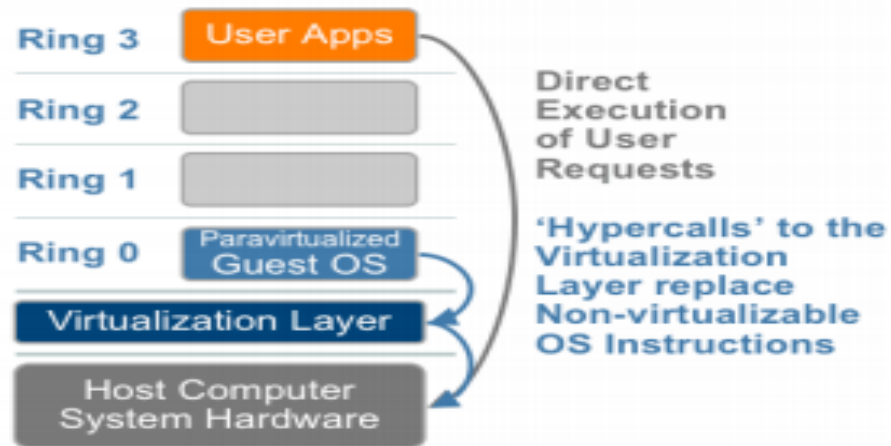 Ring 3
User Apps
Ring 2
Ring 1
Ring 0
Paravirtualized
Guest OS
Virtualization Layer
Host Computer
System Hardware
Direct
Execution
of User
Requests
‘Hypercalls’ to the
Virtualization
Layer replace
Non-virtualizable
OS Instructions